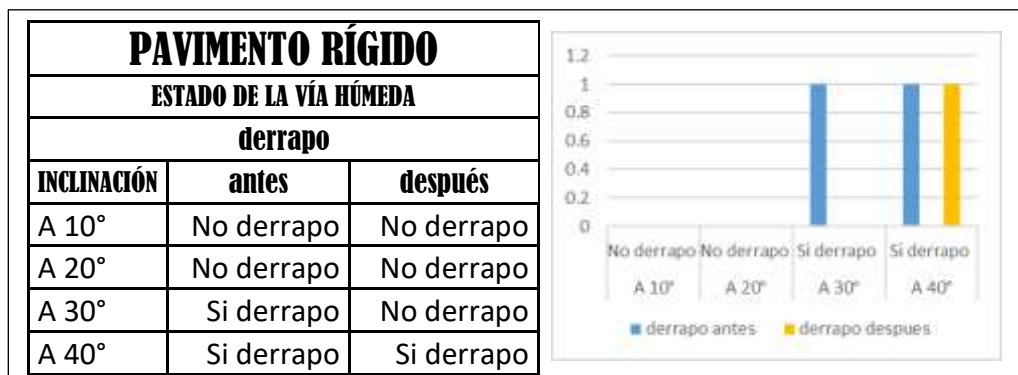 PAVIMENTO RÍGIDO
ESTADO DE LA VÍA HÚMEDA
derrapo
INCLINACIÓN antes después
A 10° No derrapo No derrapo
A 20° No derrapo No derrapo
A 30° Si derrapo No derrapo
A 40° Si derrapo Si derrapo
1.2
1
0.8
0.6
0.4
0.2
0
No derrapo No derrapo Si derrapo Si derrapo
A 10° A 20° A 30° A 40°
derrapo antes derrapo despues